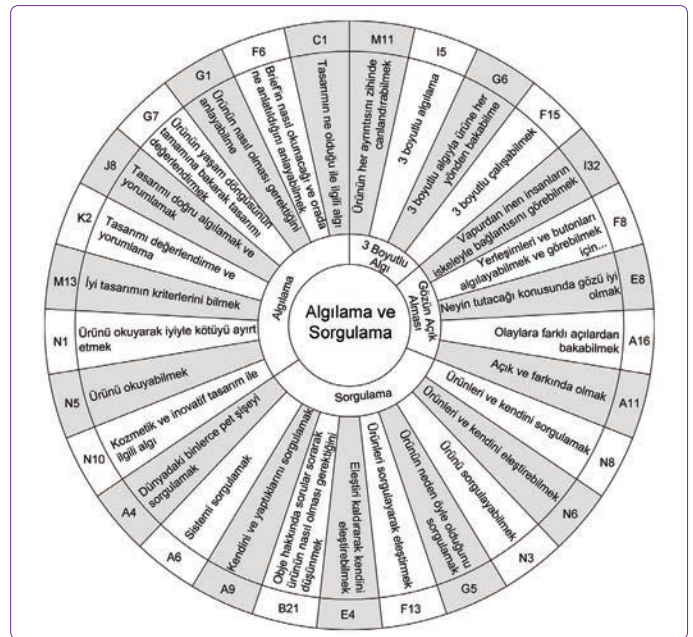 Algılama ve
Sorgulama
3 Boyutlu
Algı
M11
Ürünün her ayrıntısını zihinde
canlandırabilmek
I5
3 boyutlu algılama
G6
3 boyutlu algıyla ürüne her
yönden bakabilme
F15
3 boyutlu çalışabilmek
Gözün Açık
Alması
I32
Vapurdan inen insanların
iskeleyle bağlantısını görebilmek
F8
Yerleşimleri ve butonları
algılayabilmek ve görebilmek
için...
E8
Neyin tutacağı konusunda gözü iyi
olmak
A16
Olaylara farklı açılardan
bakabilmek
A11
Açık ve farkında olmak
Sorgulama
N8
Ürünleri ve kendini sorgulamak
N6
Ürünleri ve kendini eleştirebilmek
N3
Ürünü sorgulayabilmek
G5
Ürünün neden öyle olduğunu
sorgulamak
F13
Ürünleri sorgulayarak eleştirmek
E4
Eleştiri kaldırarak kendini
eleştirebilmek
B21
Obje hakkında sorular sorarak
ürünün nasıl olması gerektiğini
düşünmek
A9
Kendini ve yaptıklarını sorgulamak
A6
Sistemi sorgulamak
A4
Dünyadaki binlerce pet şişeyi
sorgulamak
Algılama
N10
Kozmetik ve inovatif tasarım ile
ilgili algı
N5
Ürünü okuyabilmek
N1
Ürünü okuyarak iyiyle kötüyü ayırt
etmek
M13
İyi tasarımın kriterlerini bilmek
K2
Tasarımı değerlendirme ve
yorumlama
J8
Tasarımı doğru algılamak ve
yorumlamak
G7
Ürünün yaşam döngüsünün
tamamına bakarak tasarımı
değerlendirmek
G1
Ürünün nasıl olması gerektiğini
anlayabilme
F6
Brief'in nasıl okunacağı ve orada
ne anlatıldığını anlayabilmek
C1
Tasarımın ne olduğu ile ilgili algı